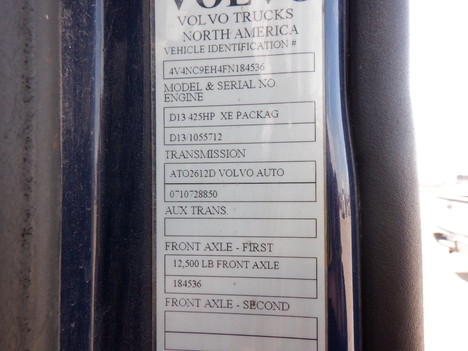 VOLVO
VOLVO TRUCKS
NORTH AMERICA
VEHICLE IDENTIFICATION #
4V4NC9EH4FN184536
MODEL & SERIAL NO.
ENGINE
D13 425HP XE PACKAG
D13/1055712
TRANSMISSION
ATO2612D VOLVO AUTO
0710728850
AUX TRANS.
FRONT AXLE - FIRST
12,500 LB FRONT AXLE
184536
FRONT AXLE - SECOND